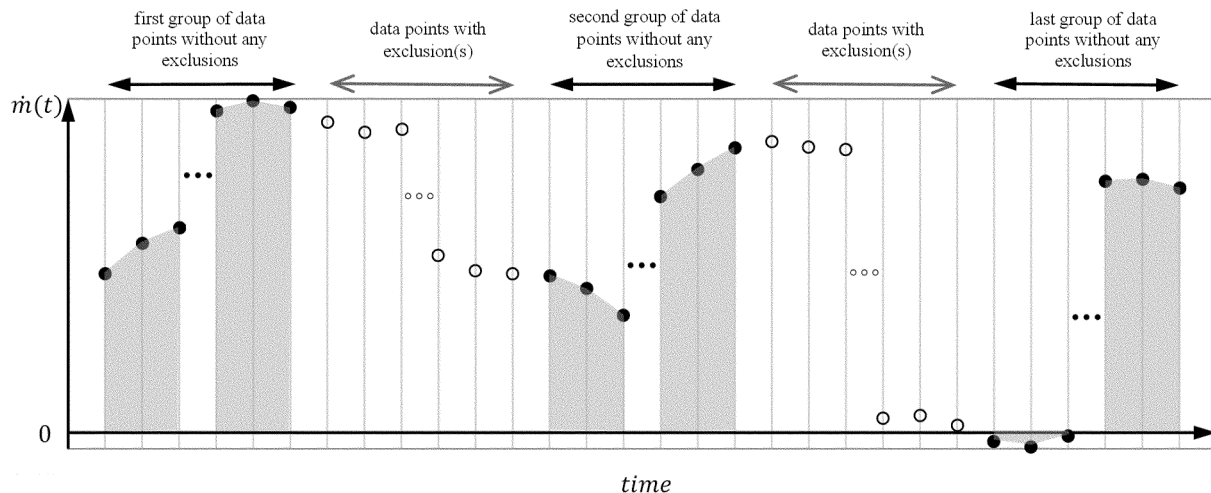 first group of data
points without any
exclusions
data points with
exclusion(s)
second group of data
points without any
exclusions
data points with
exclusion(s)
last group of data
points without any
exclusions
ṁ(t)
0
time